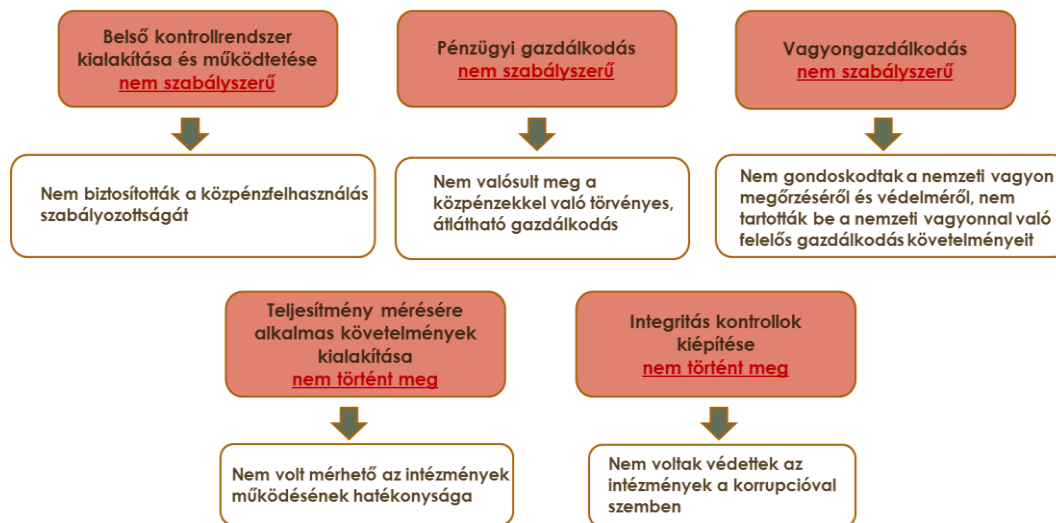 Belső kontrollrendszer
kialakítása és működtetése
nem szabályszerű
Nem biztosították a közpénzfelhasználás
szabályozottságát
Pénzügyi gazdálkodás
nem szabályszerű
Nem valósult meg a
közpénzekkel való törvényes,
átlátható gazdálkodás
Vagyongazdálkodás
nem szabályszerű
Nem gondoskodtak a nemzeti vagyon
megőrzéséről és védelméről, nem
tartották be a nemzeti vagyonnal való
felelős gazdálkodás követelményeit
Teljesítmény mérésére
alkalmas követelmények
kialakítása
nem történt meg
Nem volt mérhető az intézmények
működésének hatékonysága
Integritás kontrollok
kiépítése
nem történt meg
Nem voltak védettek az
intézmények a korrupcióval
szemben